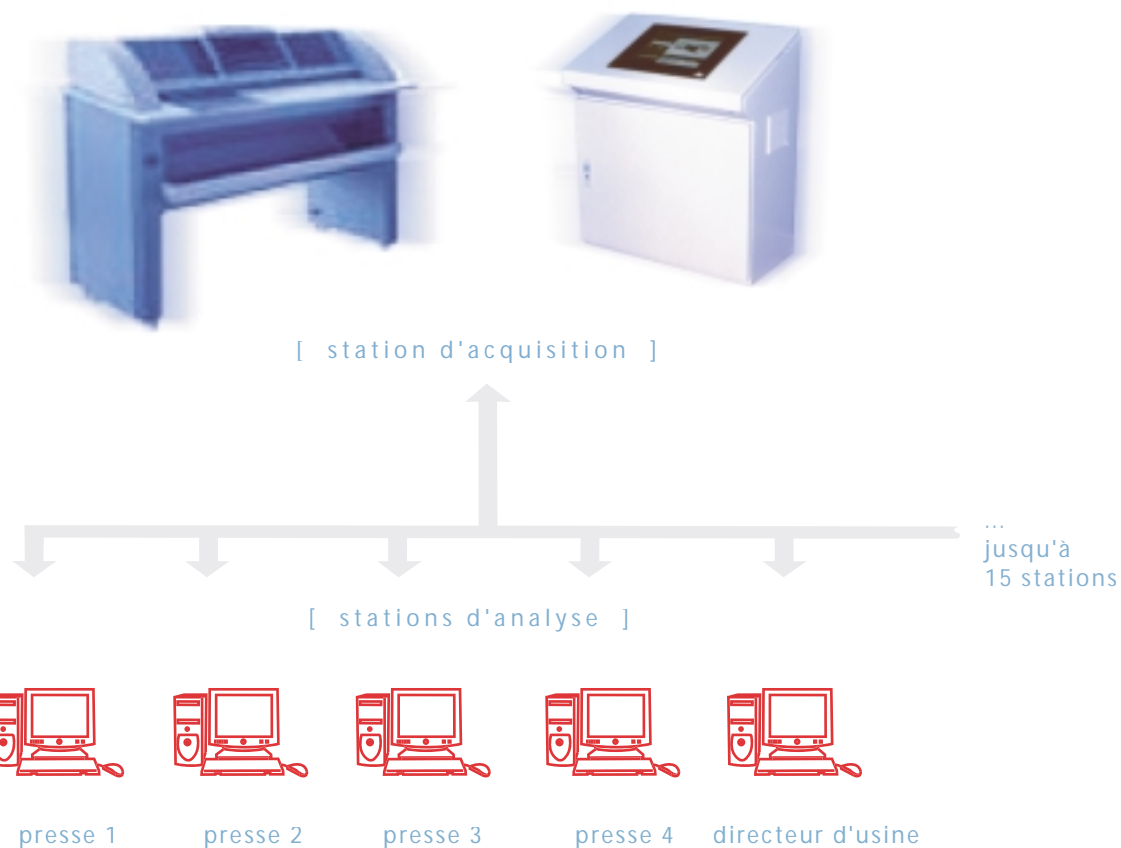 [ station d'acquisition ]
...
jusqu'à
15 stations
[ stations d'analyse ]
presse 1 presse 2 presse 3 presse 4 directeur d'usine